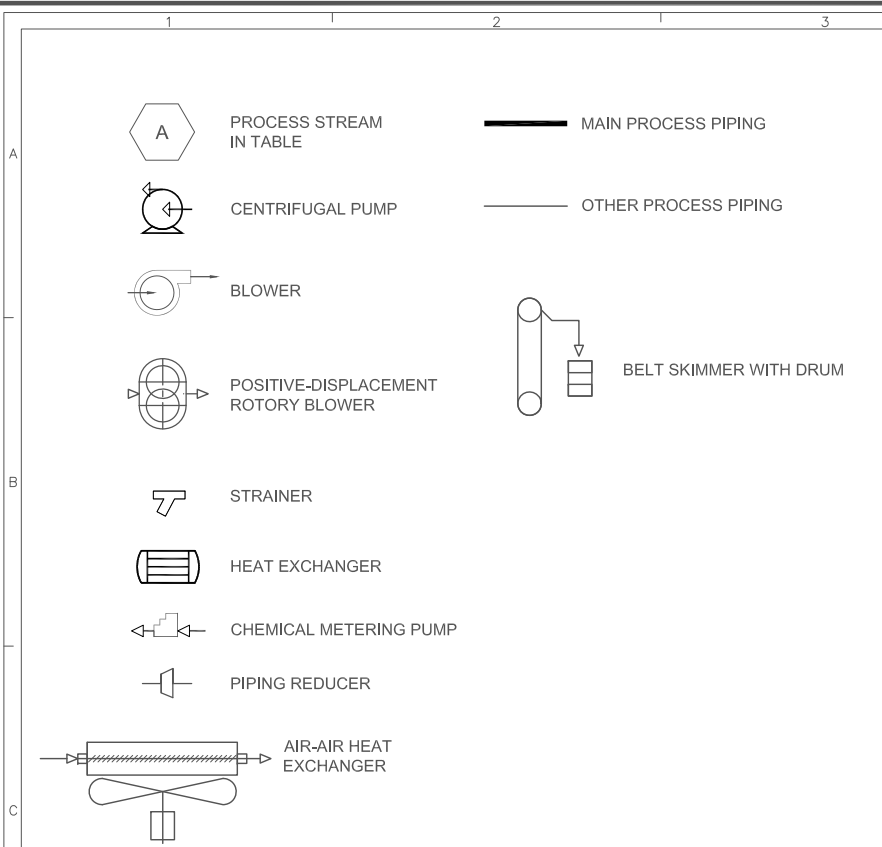 1
2
3
A
B
C
A
PROCESS STREAM
IN TABLE
CENTRIFUGAL PUMP
BLOWER
POSITIVE-DISPLACEMENT
ROTORY BLOWER
STRAINER
HEAT EXCHANGER
CHEMICAL METERING PUMP
PIPING REDUCER
AIR-AIR HEAT
EXCHANGER
MAIN PROCESS PIPING
OTHER PROCESS PIPING
BELT SKIMMER WITH DRUM